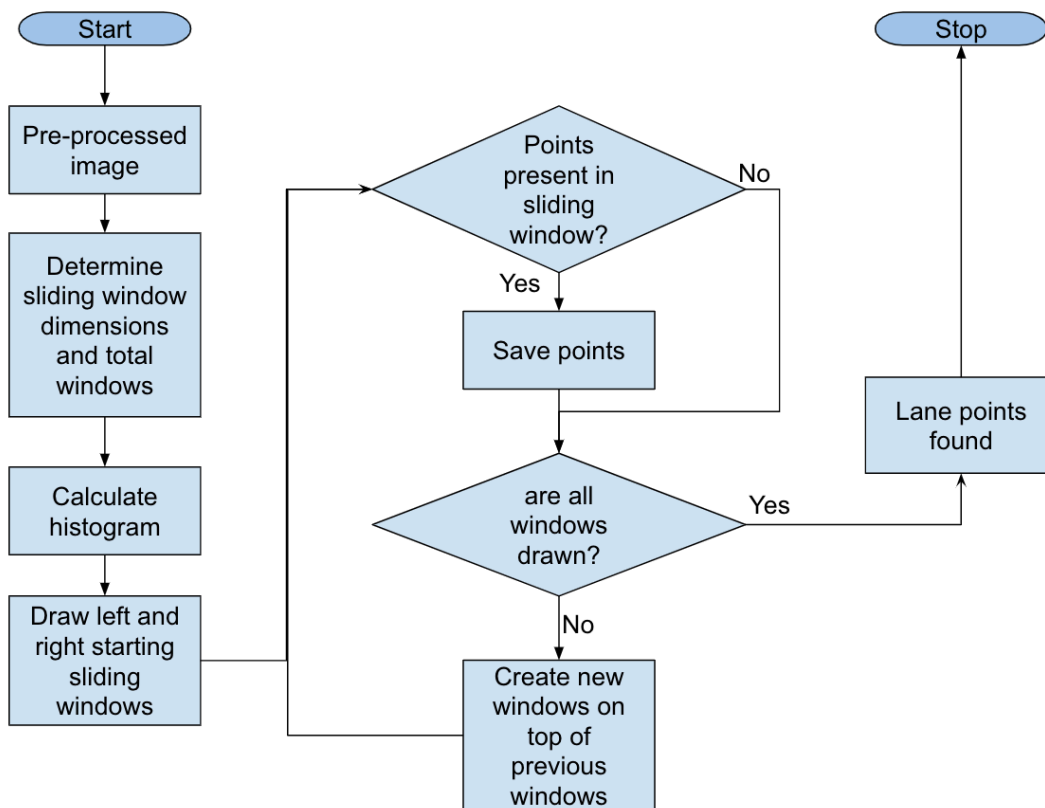 Start
Pre-processed
image
Determine
sliding window
dimensions
and total
windows
Calculate
histogram
Draw left and
right starting
sliding
windows
Points
present in
sliding
window?
No
Yes
Save points
are all
windows
drawn?
Yes
No
Create new
windows on
top of
previous
windows
Lane points
found
Stop